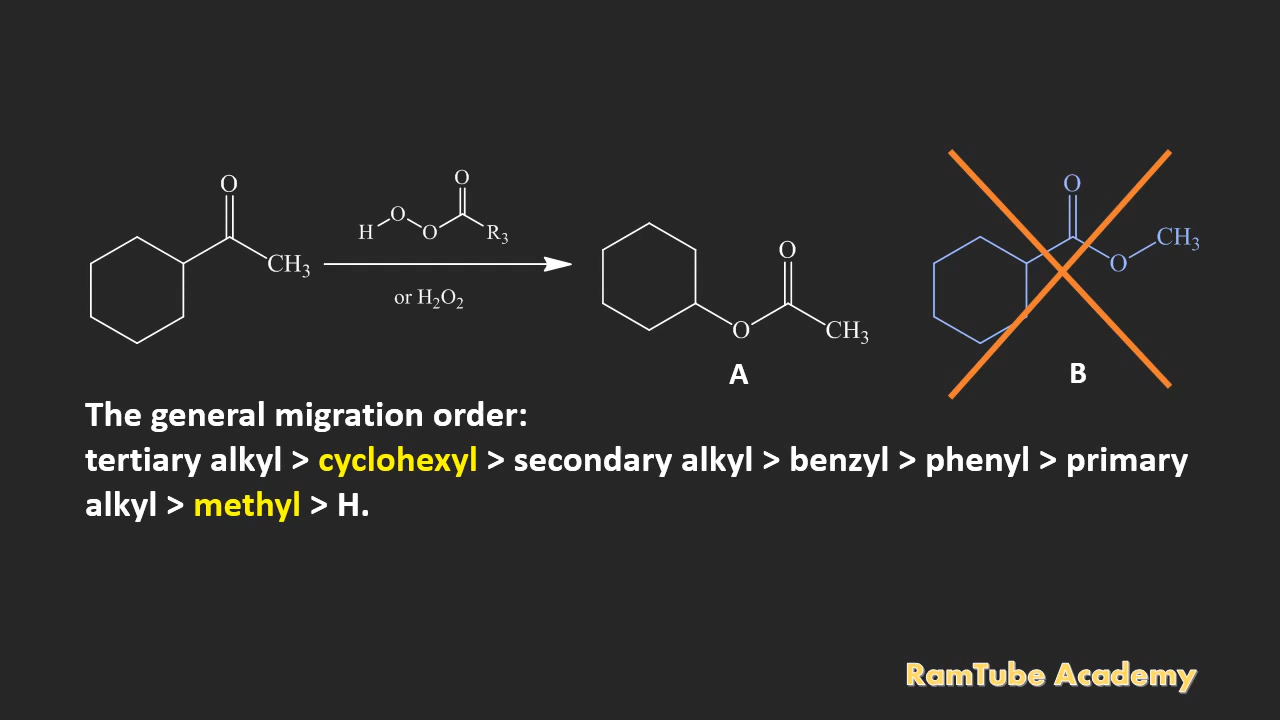 O
CH₃
H O O O R₃
or H₂O₂
O
O CH₃
A
O
O CH₃
B
The general migration order:
tertiary alkyl > cyclohexyl > secondary alkyl > benzyl > phenyl > primary
alkyl > methyl > H.
RamTube Academy